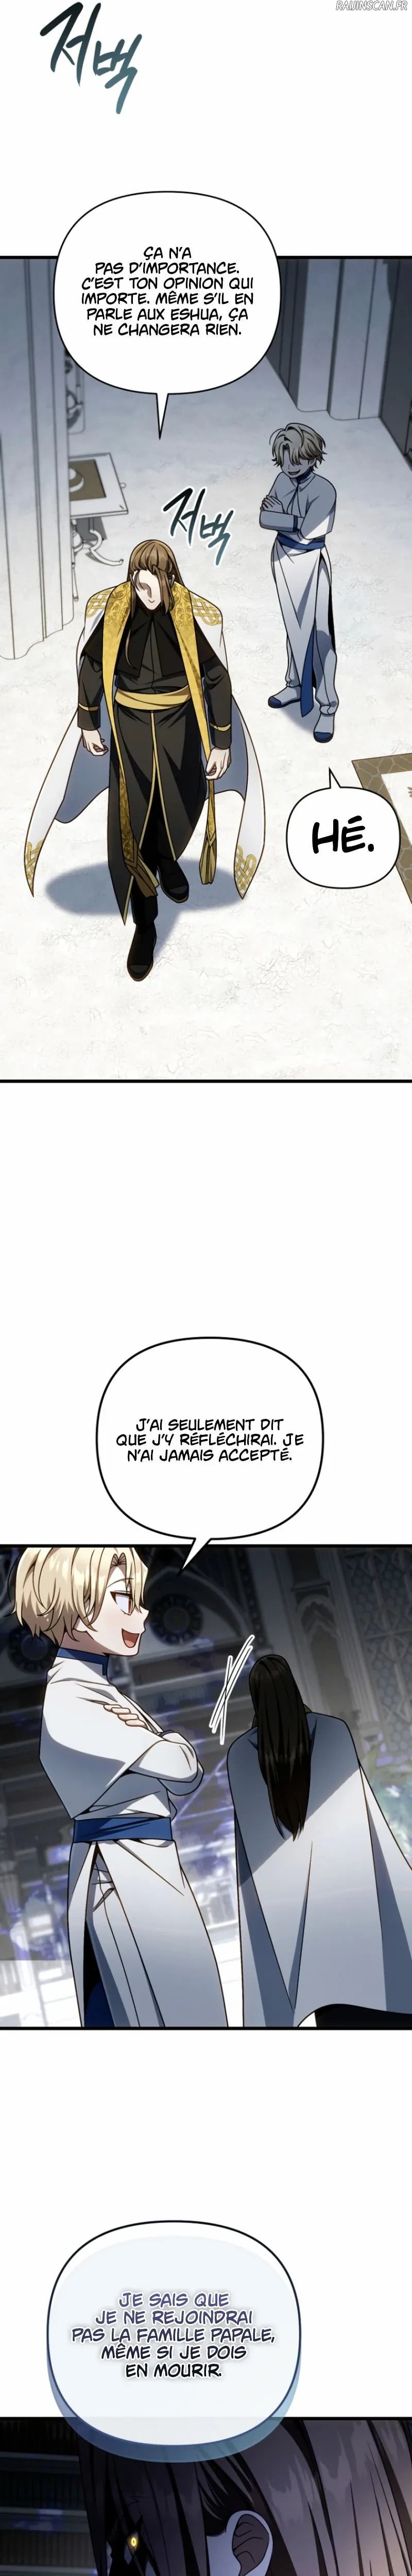 RAIJINSCAN.FR
저벅
ÇA N'A
PAS D'IMPORTANCE.
C'EST TON OPINION QUI
IMPORTE. MÊME S'IL EN
PARLE AUX ESHUA, ÇA
NE CHANGERA RIEN.
저벅
HÉ.
J'AI SEULEMENT DIT
QUE J'Y RÉFLÉCHIRAI. JE
N'AI JAMAIS ACCEPTÉ.
JE SAIS QUE
JE NE REJOINDRAI
PAS LA FAMILLE PAPALE,
MÊME SI JE DOIS
EN MOURIR.